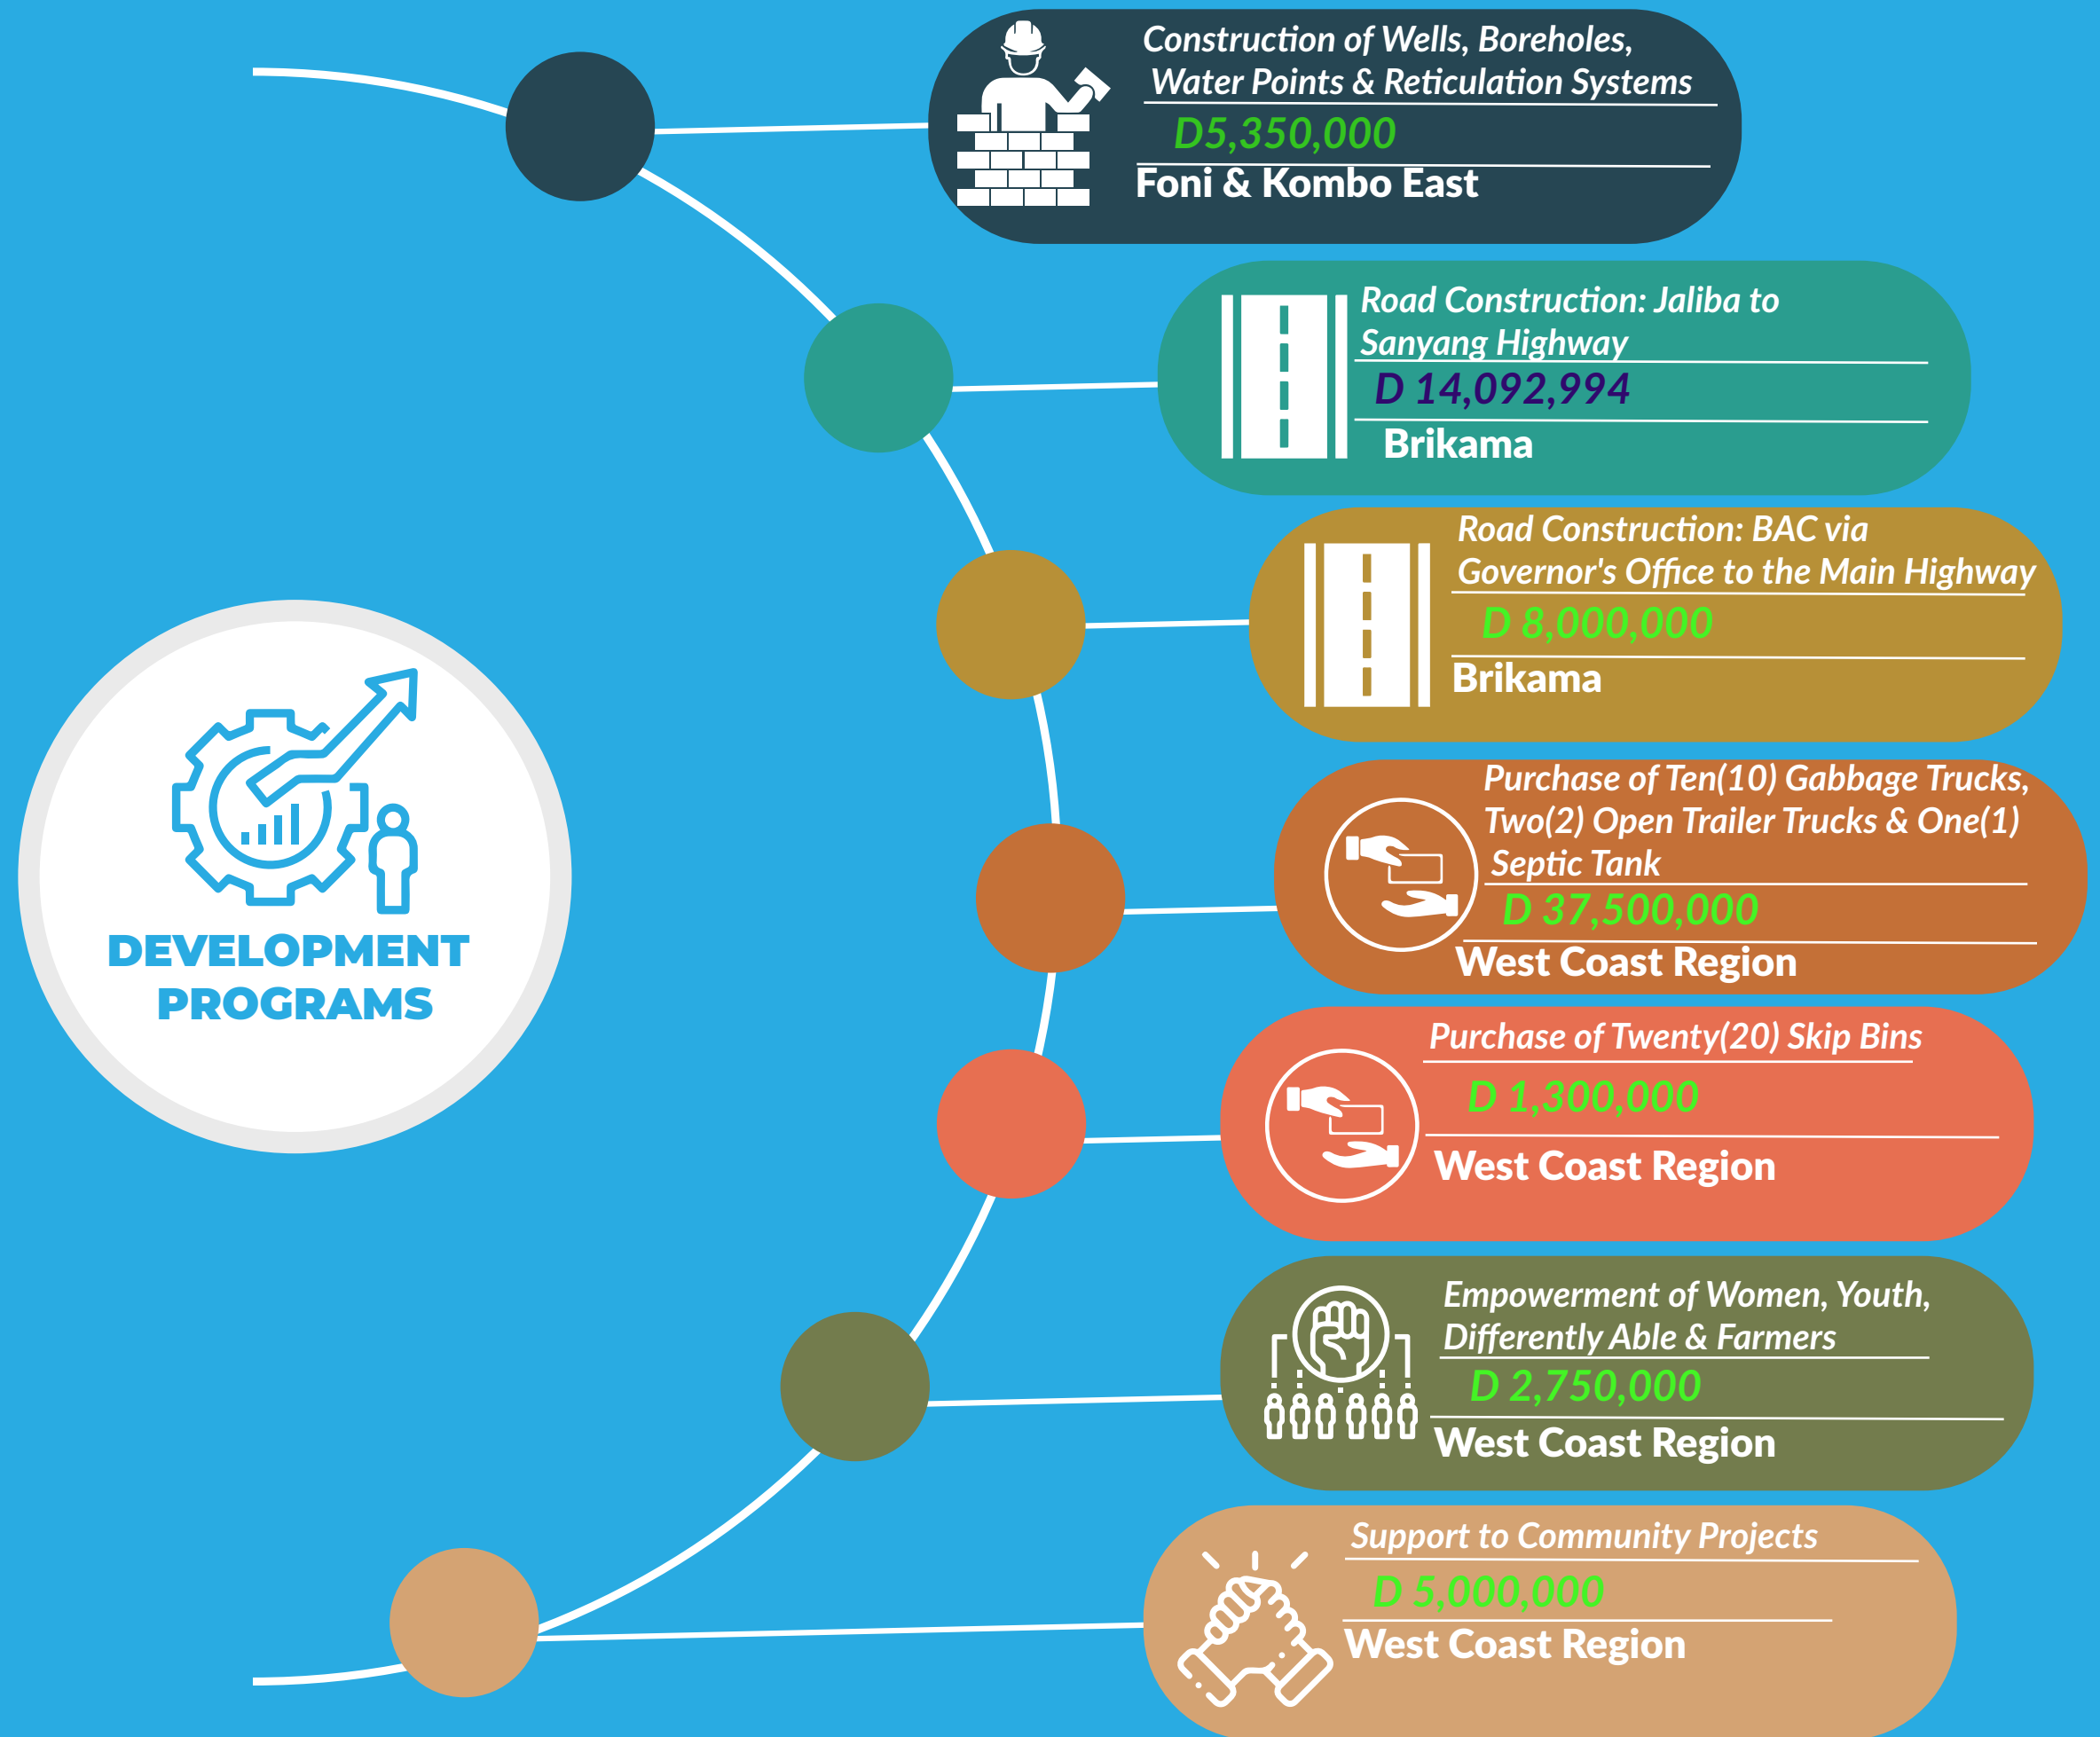 Construction of Wells, Boreholes,
Water Points & Reticulation Systems
D5,350,000
Foni & Kombo East
Road Construction: Jaliba to
Sanyang Highway
D 14,092,994
Brikama
Road Construction: BAC via
Governor's Office to the Main Highway
D 8,000,000
Brikama
Purchase of Ten(10) Gabbage Trucks,
Two(2) Open Trailer Trucks & One(1)
Septic Tank
D 37,500,000
West Coast Region
DEVELOPMENT
PROGRAMS
Purchase of Twenty(20) Skip Bins
D 1,300,000
West Coast Region
Empowerment of Women, Youth,
Differently Able & Farmers
D 2,750,000
West Coast Region
Support to Community Projects
D 5,000,000
West Coast Region